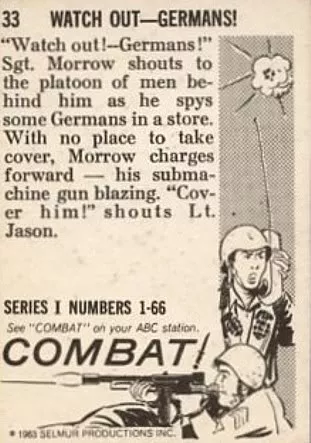 33 WATCH OUT—GERMANS!
“Watch out!—Germans!”
Sgt. Morrow shouts to
the platoon of men be-
hind him as he spys
some Germans in a store.
With no place to take
cover, Morrow charges
forward — his subma-
chine gun blazing. “Cov-
er him!” shouts Lt.
Jason.
SERIES I NUMBERS 1-66
See "COMBAT" on your ABC station.
COMBAT!
© 1963 SELMUR PRODUCTIONS INC.